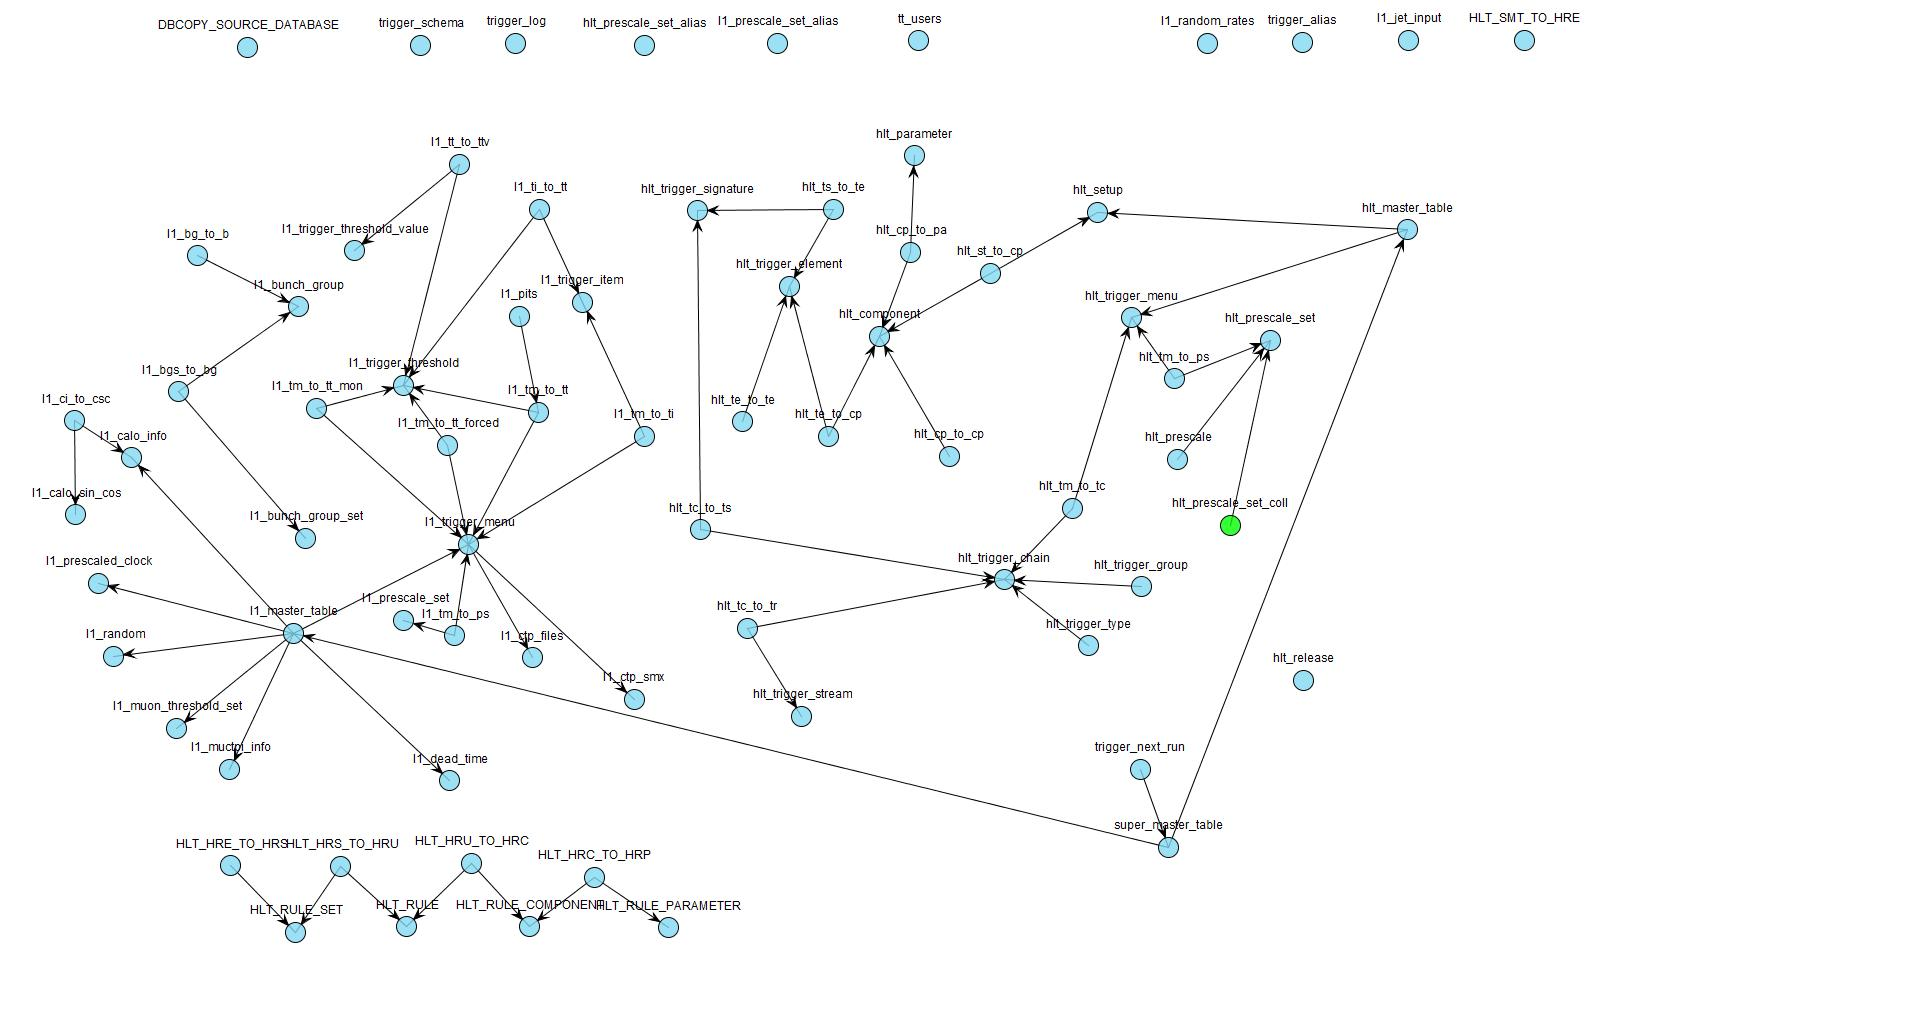 DBCOPY_SOURCE_DATABASE
trigger_schema
trigger_log
hlt_prescale_set_alias
l1_prescale_set_alias
tt_users
l1_random_rates
trigger_alias
l1_jet_input
HLT_SMT_TO_HRE
hlt_parameter
l1_tt_to_ttv
l1_ti_to_tt
hlt_trigger_signature
hlt_ts_to_te
hlt_setup
hlt_master_table
l1_bg_to_b
l1_trigger_threshold_value
hlt_cp_to_pa
hlt_st_to_cp
hlt_trigger_element
l1_bunch_group
l1_trigger_item
l1_pits
hlt_trigger_menu
hlt_component
hlt_prescale_set
l1_trigger_threshold
hlt_tm_to_ps
l1_bgs_to_bg
l1_tm_to_tt_mon
l1_tm_to_tt
l1_ci_to_csc
hlt_te_to_te
l1_tm_to_ti
hlt_te_to_cp
l1_tm_to_tt_forced
l1_calo_info
hlt_cp_to_cp
hlt_prescale
hlt_tm_to_tc
l1_calo_sin_cos
hlt_prescale_set_coll
hlt_tc_to_ts
l1_bunch_group_set
l1_trigger_menu
l1_prescaled_clock
hlt_trigger_chain
hlt_trigger_group
l1_prescale_set
hlt_tc_to_tr
l1_master_table
l1_tm_to_ps
hlt_trigger_type
l1_random
l1_ctp_files
hlt_release
l1_ctp_smx
hlt_trigger_stream
l1_muon_threshold_set
l1_muctpi_info
trigger_next_run
l1_dead_time
super_master_table
HLT_HRE_TO_HRS
HLT_HRS_TO_HRU
HLT_HRU_TO_HRC
HLT_HRC_TO_HRP
HLT_RULE_SET
HLT_RULE
HLT_RULE_COMPONENT
HLT_RULE_PARAMETER